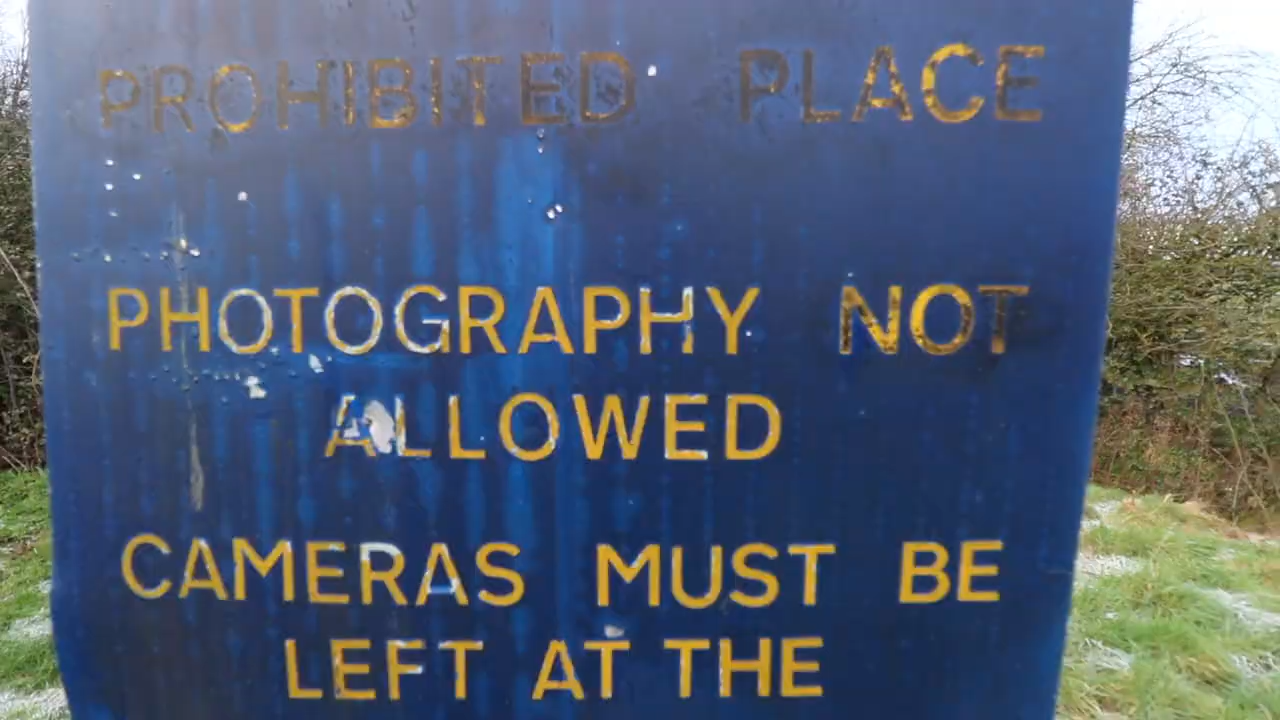 PROHIBITED PLACE
PHOTOGRAPHY NOT
ALLOWED
CAMERAS MUST BE
LEFT AT THE